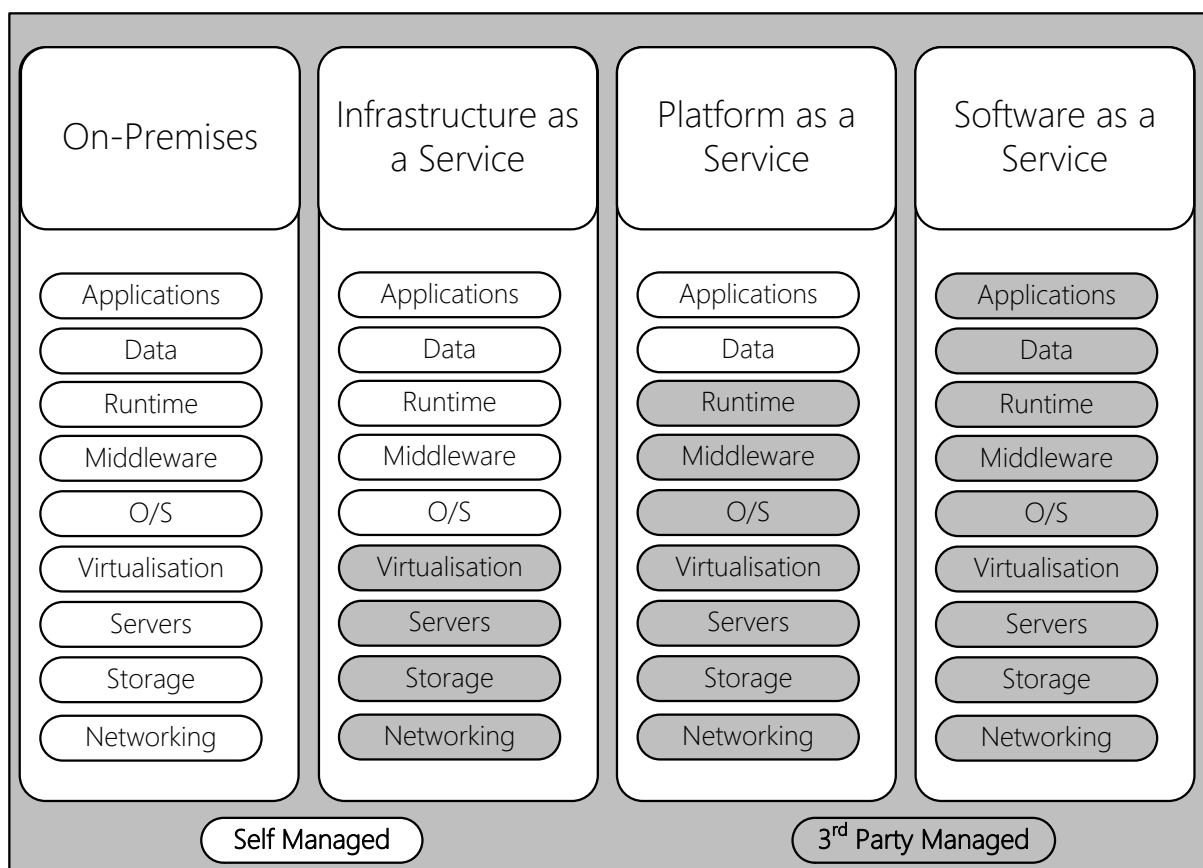 On-Premises
Applications
Data
Runtime
Middleware
O/S
Virtualisation
Servers
Storage
Networking
Infrastructure as
a Service
Applications
Data
Runtime
Middleware
O/S
Virtualisation
Servers
Storage
Networking
Platform as a
Service
Applications
Data
Runtime
Middleware
O/S
Virtualisation
Servers
Storage
Networking
Software as a
Service
Applications
Data
Runtime
Middleware
O/S
Virtualisation
Servers
Storage
Networking
Self Managed
3rd Party Managed